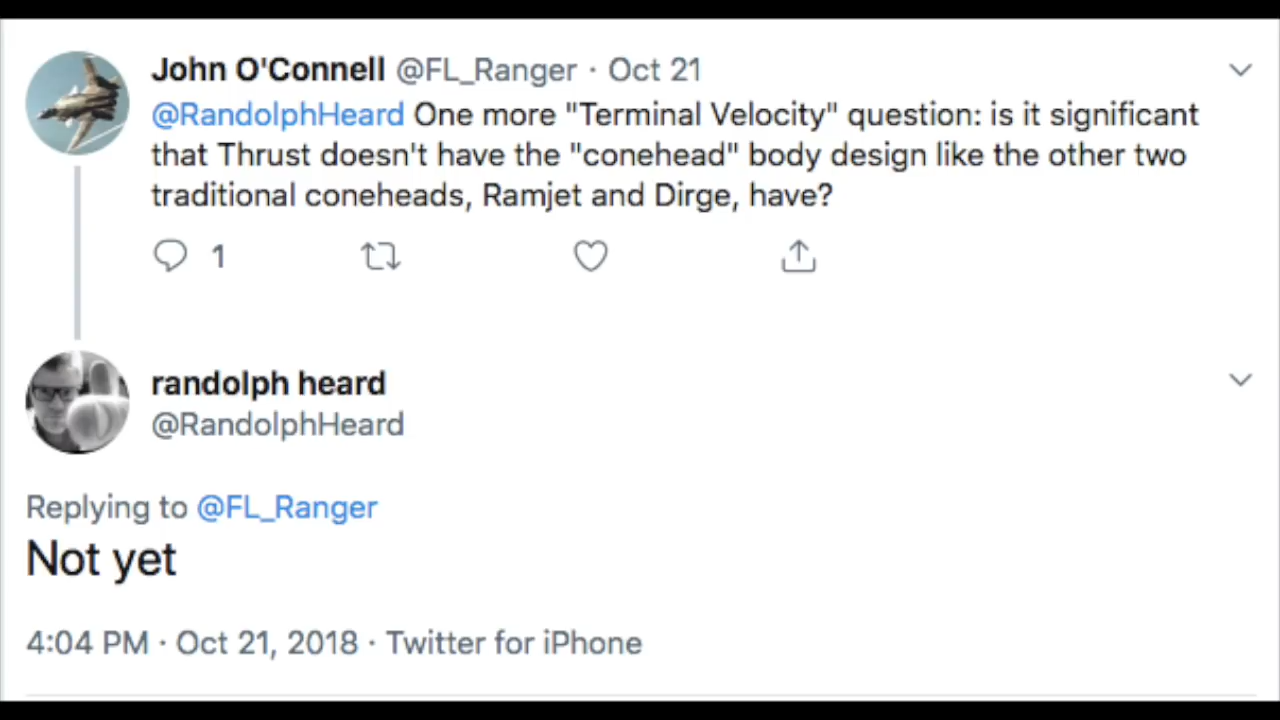 John O'Connell @FL_Ranger · Oct 21
@RandolphHeard One more "Terminal Velocity" question: is it significant
that Thrust doesn't have the "conehead" body design like the other two
traditional coneheads, Ramjet and Dirge, have?
1
randolph heard
@RandolphHeard
Replying to @FL_Ranger
Not yet
4:04 PM · Oct 21, 2018 · Twitter for iPhone